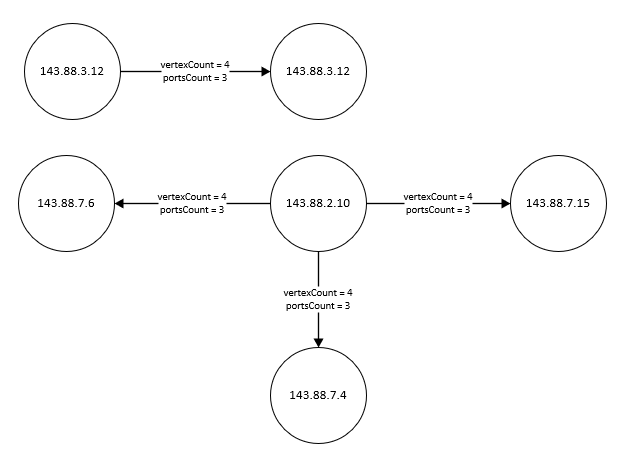 143.88.3.12
vertexCount = 4
portsCount = 3
143.88.3.12
143.88.7.6
vertexCount = 4
portsCount = 3
143.88.2.10
vertexCount = 4
portsCount = 3
143.88.7.15
vertexCount = 4
portsCount = 3
143.88.7.4